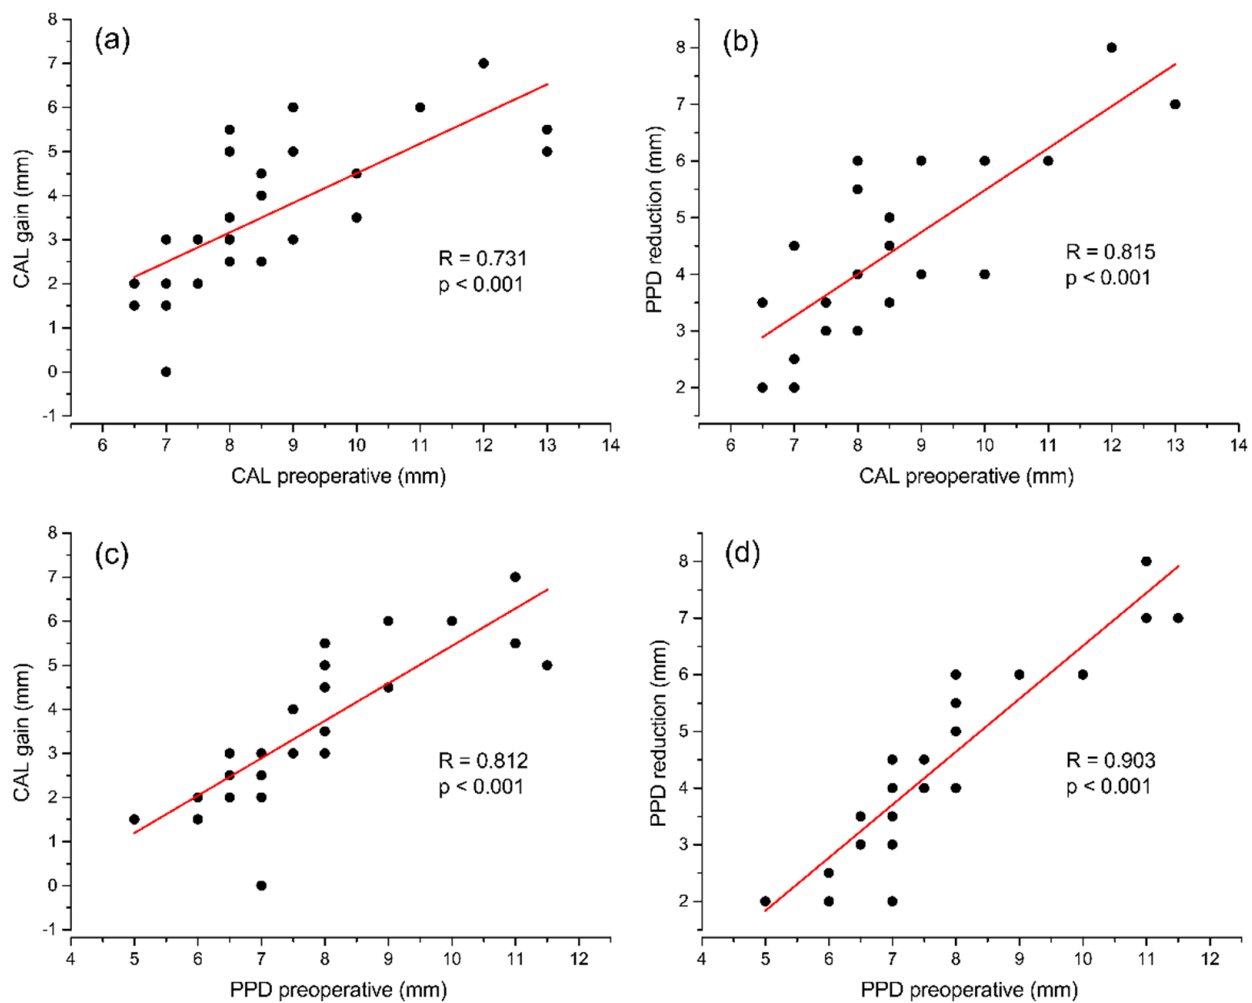 (a)
8
7
6
5
4
3
2
1
0
-1
CAL gain (mm)
R = 0.731
p < 0.001
6 7 8 9 10 11 12 13 14
CAL preoperative (mm)
(b)
8
7
6
5
4
3
2
PPD reduction (mm)
R = 0.815
p < 0.001
6 7 8 9 10 11 12 13 14
CAL preoperative (mm)
(c)
8
7
6
5
4
3
2
1
0
-1
CAL gain (mm)
R = 0.812
p < 0.001
4 5 6 7 8 9 10 11 12
PPD preoperative (mm)
(d)
8
7
6
5
4
3
2
PPD reduction (mm)
R = 0.903
p < 0.001
4 5 6 7 8 9 10 11 12
PPD preoperative (mm)